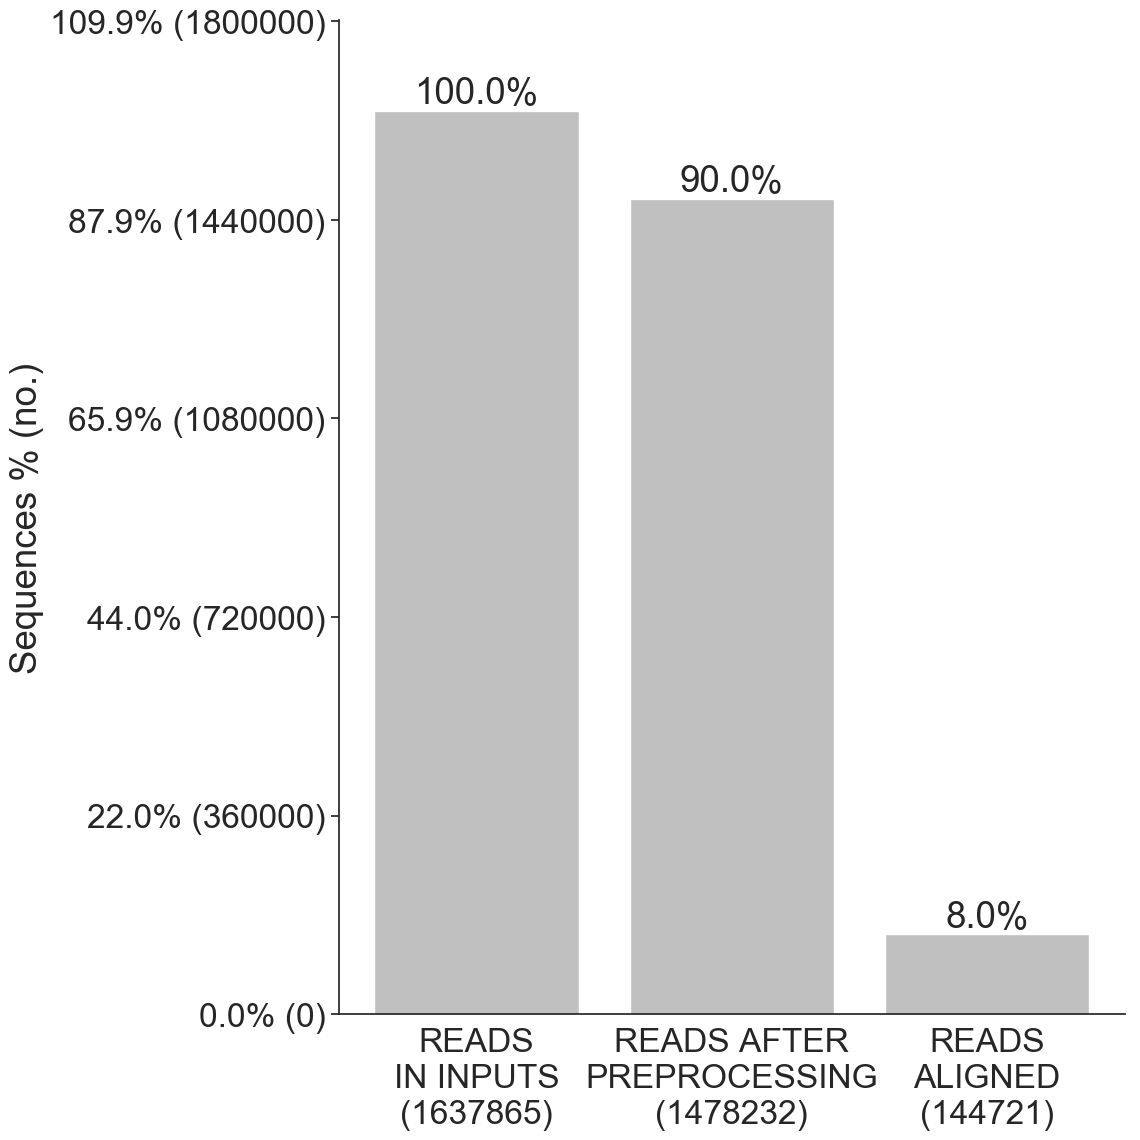 109.9% (1800000)
87.9% (1440000)
65.9% (1080000)
44.0% (720000)
22.0% (360000)
0.0% (0)
Sequences % (no.)
100.0%
90.0%
8.0%
READS
IN INPUTS
(1637865)
READS AFTER
PREPROCESSING
(1478232)
READS
ALIGNED
(144721)